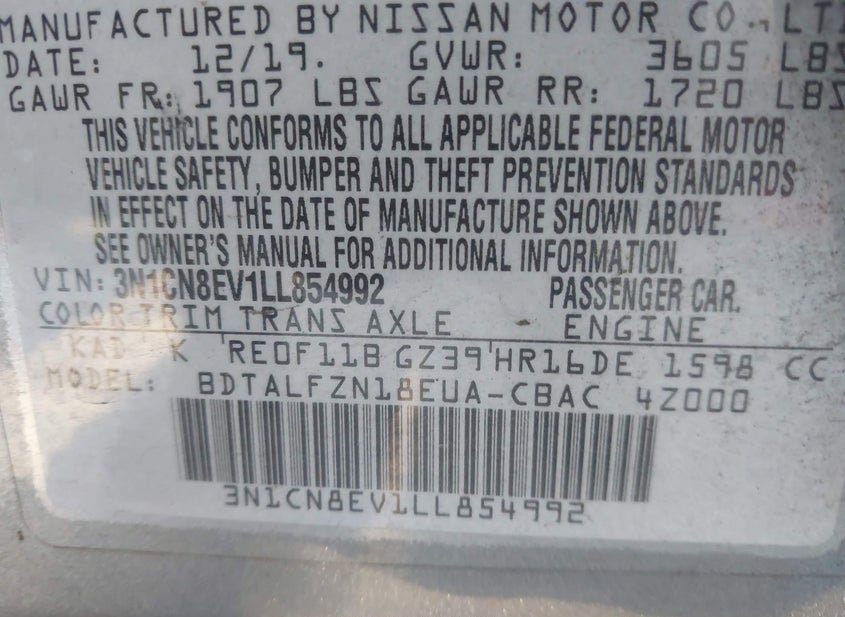 MANUFACTURED BY NISSAN MOTOR CO., LT
DATE: 12/19. GVWR: 3605 LBS
GAWR FR: 1907 LBS GAWR RR: 1720 LBS
THIS VEHICLE CONFORMS TO ALL APPLICABLE FEDERAL MOTOR
VEHICLE SAFETY, BUMPER AND THEFT PREVENTION STANDARDS
IN EFFECT ON THE DATE OF MANUFACTURE SHOWN ABOVE.
SEE OWNER'S MANUAL FOR ADDITIONAL INFORMATION.
VIN: 3N1CN8EV1LL854992 PASSENGER CAR.
COLOR TRIM TRANS AXLE ENGINE
KAD K RE0F11B GZ39 HR16DE 1598 CC
MODEL: BDTALFZN18EUA-CBAC 4Z000
3N1CN8EV1LL854992